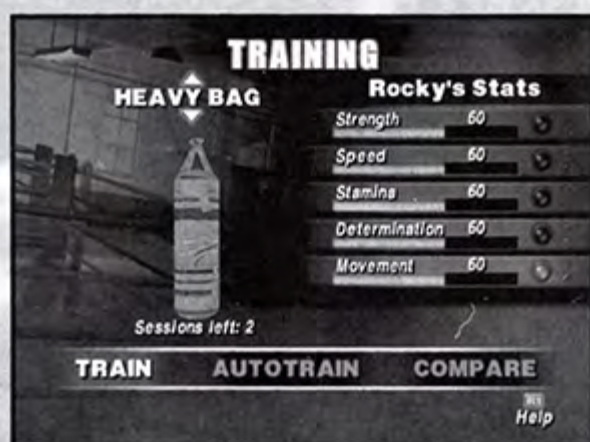 TRAINING
HEAVY BAG
Rocky's Stats
Strength 60
Speed 60
Stamina 60
Determination 60
Movement 60
Sessions left: 2
TRAIN AUTOTRAIN COMPARE
Help